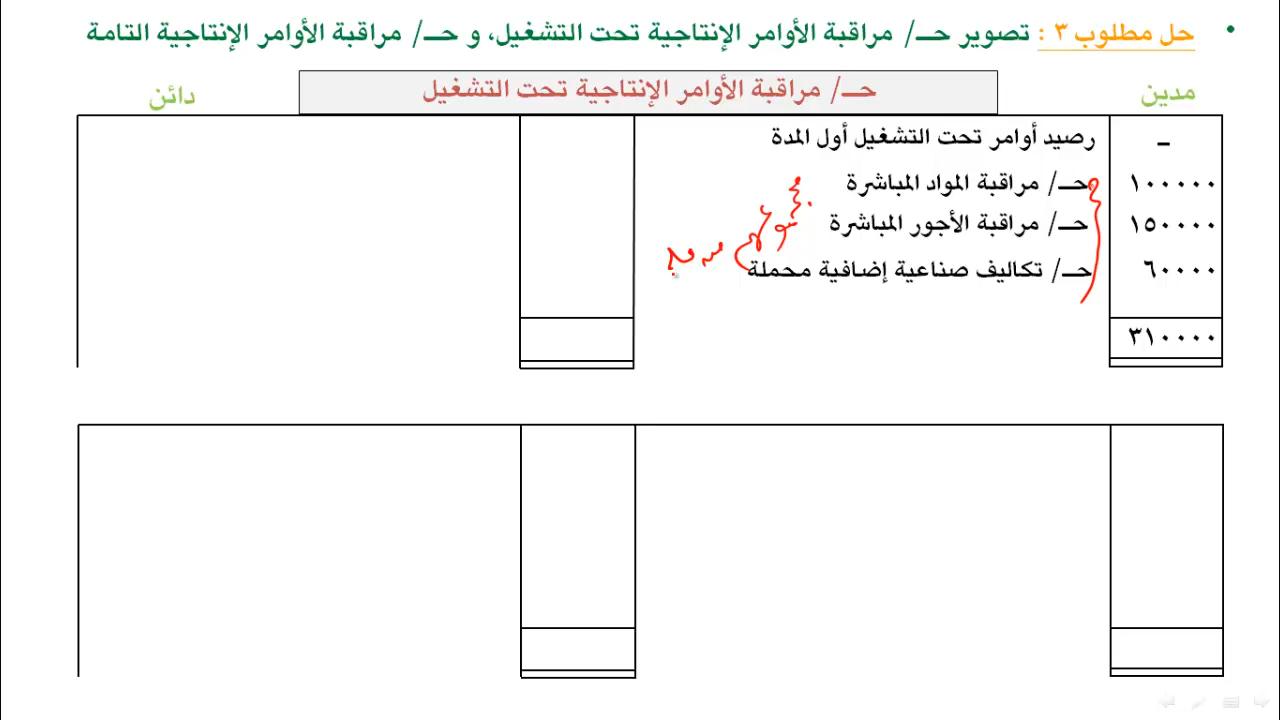 • حل مطلوب ٣ : تصوير حـ/ مراقبة الأوامر الإنتاجية تحت التشغيل، و حـ/ مراقبة الأوامر الإنتاجية التامة
مدين
حـ/ مراقبة الأوامر الإنتاجية تحت التشغيل
دائن
– رصيد أوامر تحت التشغيل أول المدة
١٠٠٠٠٠ حـ/ مراقبة المواد المباشرة
١٥٠٠٠٠ حـ/ مراقبة الأجور المباشرة
٦٠٠٠٠ حـ/ تكاليف صناعية إضافية محملة
٣١٠٠٠٠